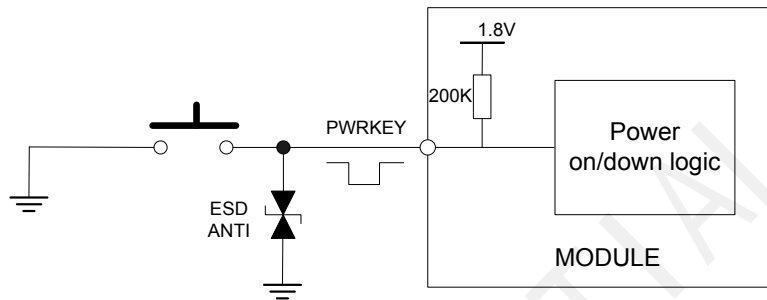 1.8V
200K
PWRKEY
Power
on/down logic
ESD
ANTI
MODULE